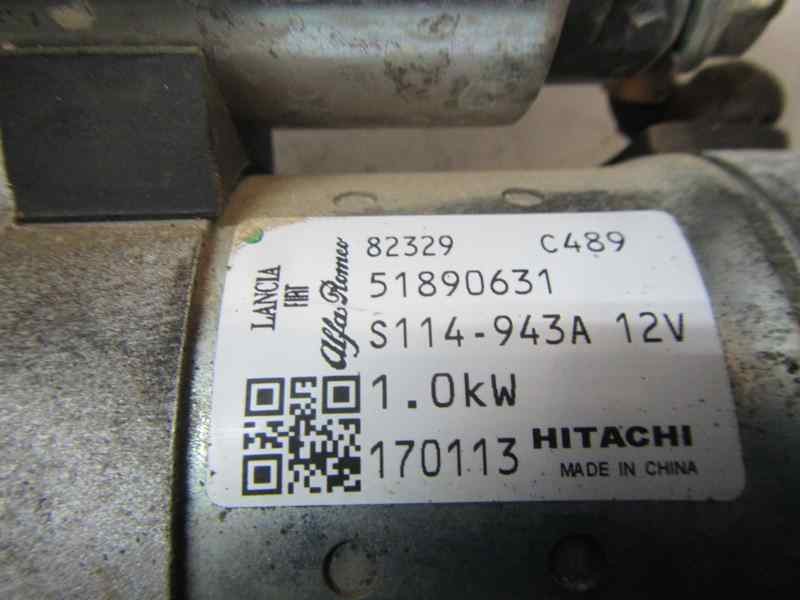 LANCIA
FIAT
Alfa Romeo
82329 C489
51890631
S114-943A 12V
1.0kW
170113 HITACHI
MADE IN CHINA